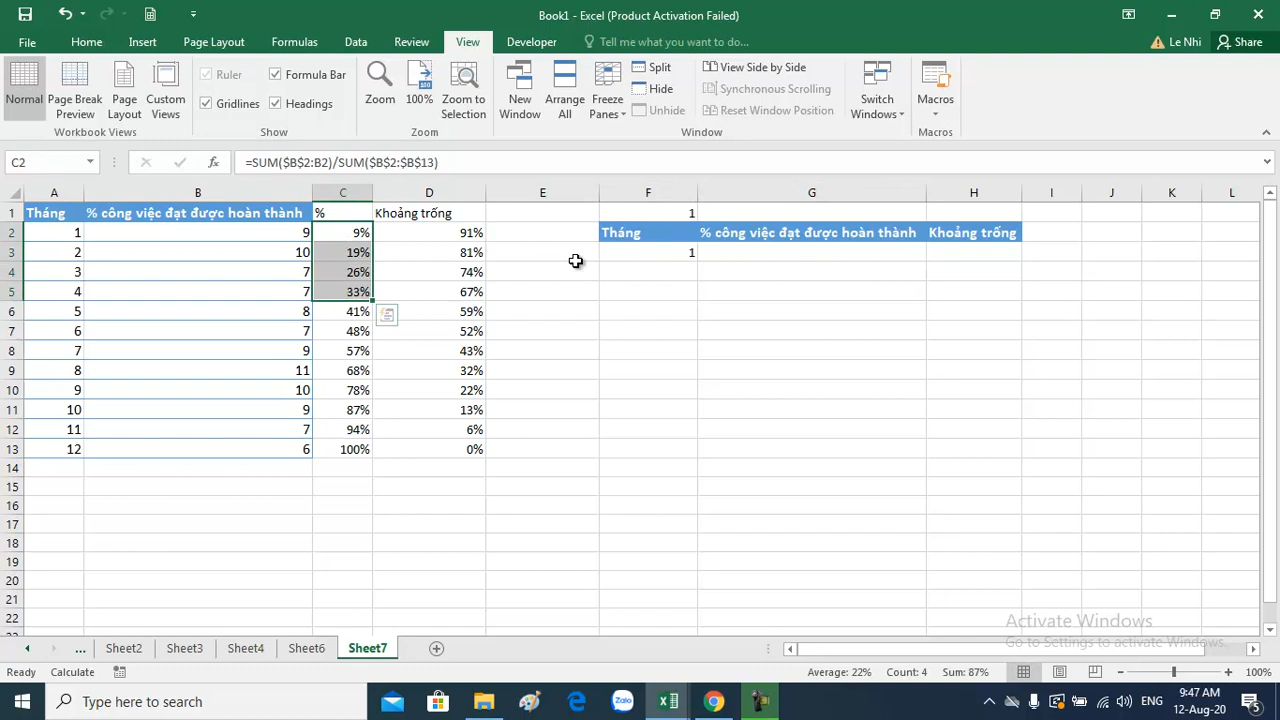 Book1 - Excel (Product Activation Failed)
File Home Insert Page Layout Formulas Data Review View Developer Tell me what you want to do... Le Nhi Share
Normal Page Break Preview Page Layout Custom Views
Ruler Formula Bar
Gridlines Headings
Zoom 100% Zoom to Selection
New Window Arrange All Freeze Panes
Split
Hide
Unhide
View Side by Side
Synchronous Scrolling
Reset Window Position
Switch Windows Macros
Workbook Views Show Zoom Window Macros
C2 fx =SUM($B$2:B2)/SUM($B$2:$B$13)
A B C D E F G H I J K L
1 Tháng % công việc đạt được hoàn thành % Khoảng trống 1
2 1 9 9% 91% Tháng % công việc đạt được hoàn thành Khoảng trống
3 2 10 19% 81% 1
4 3 7 26% 74%
5 4 7 33% 67%
6 5 8 41% 59%
7 6 7 48% 52%
8 7 9 57% 43%
9 8 11 68% 32%
10 9 10 78% 22%
11 10 9 87% 13%
12 11 7 94% 6%
13 12 6 100% 0%
14
15
16
17
18
19
20
21
22
Activate Windows
Go to Settings to activate Windows.
... Sheet2 Sheet3 Sheet4 Sheet6 Sheet7
Ready Calculate Average: 22% Count: 4 Sum: 87% 100%
Type here to search Zalo ENG 9:47 AM
12-Aug-20 5